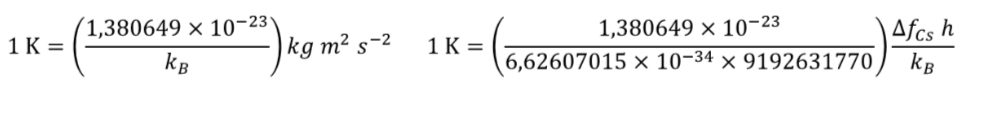 1 K = (1,380649 × 10⁻²³ / k_B) kg m² s⁻²    1 K = (1,380649 × 10⁻²³ / 6,62607015 × 10⁻³⁴ × 9192631770) Δf_Cs h / k_B